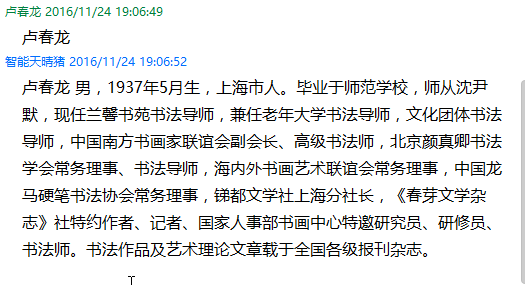 卢春龙 2016/11/24 19:06:49
卢春龙
智能天晴猪 2016/11/24 19:06:52
卢春龙 男，1937年5月生，上海市人。毕业于师范学校，师从沈尹
默，现任兰馨书苑书法导师，兼任老年大学书法导师，文化团体书法
导师，中国南方书画家联谊会副会长、高级书法师，北京颜真卿书法
学会常务理事、书法导师，海内外书画艺术联谊会常务理事，中国龙
马硬笔书法协会常务理事，锑都文学社上海分社长，《春芽文学杂
志》社特约作者、记者、国家人事部书画中心特邀研究员、研修员、
书法师。书法作品及艺术理论文章载于全国各级报刊杂志。